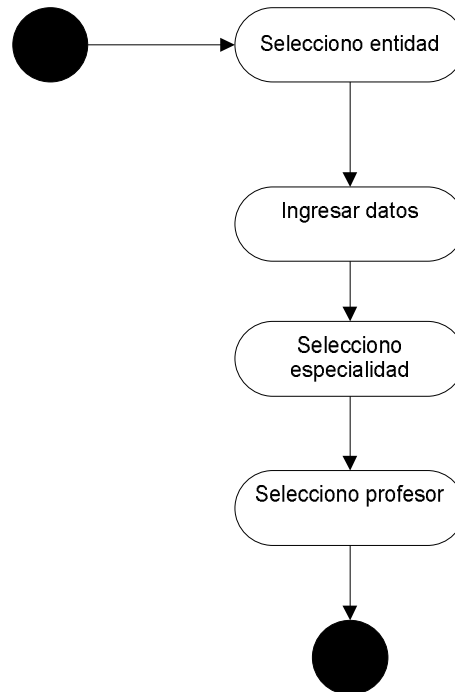 Selecciono entidad
Ingresar datos
Selecciono
especialidad
Selecciono profesor